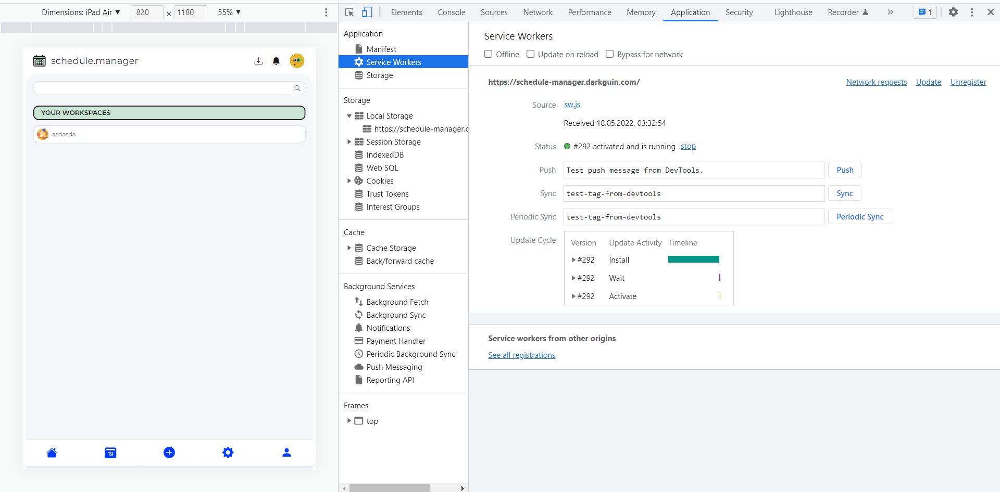 Dimensions: iPad Air ▼ 820 × 1180 55% ▼
Elements Console Sources Network Performance Memory Application Security Lighthouse Recorder » 1
schedule.manager
YOUR WORKSPACES
asdasda
19
Application
Manifest
Service Workers
Storage
Storage
Local Storage
https://schedule-manager.c
Session Storage
IndexedDB
Web SQL
Cookies
Trust Tokens
Interest Groups
Cache
Cache Storage
Back/forward cache
Background Services
Background Fetch
Background Sync
Notifications
Payment Handler
Periodic Background Sync
Push Messaging
Reporting API
Frames
top
Service Workers
Offline Update on reload Bypass for network
https://schedule-manager.darkguin.com/ Network requests Update Unregister
Source sw.js
Received 18.05.2022, 03:32:54
Status #292 activated and is running stop
Push Test push message from DevTools. Push
Sync test-tag-from-devtools Sync
Periodic Sync test-tag-from-devtools Periodic Sync
Update Cycle
Version Update Activity Timeline
#292 Install
#292 Wait
#292 Activate
Service workers from other origins
See all registrations